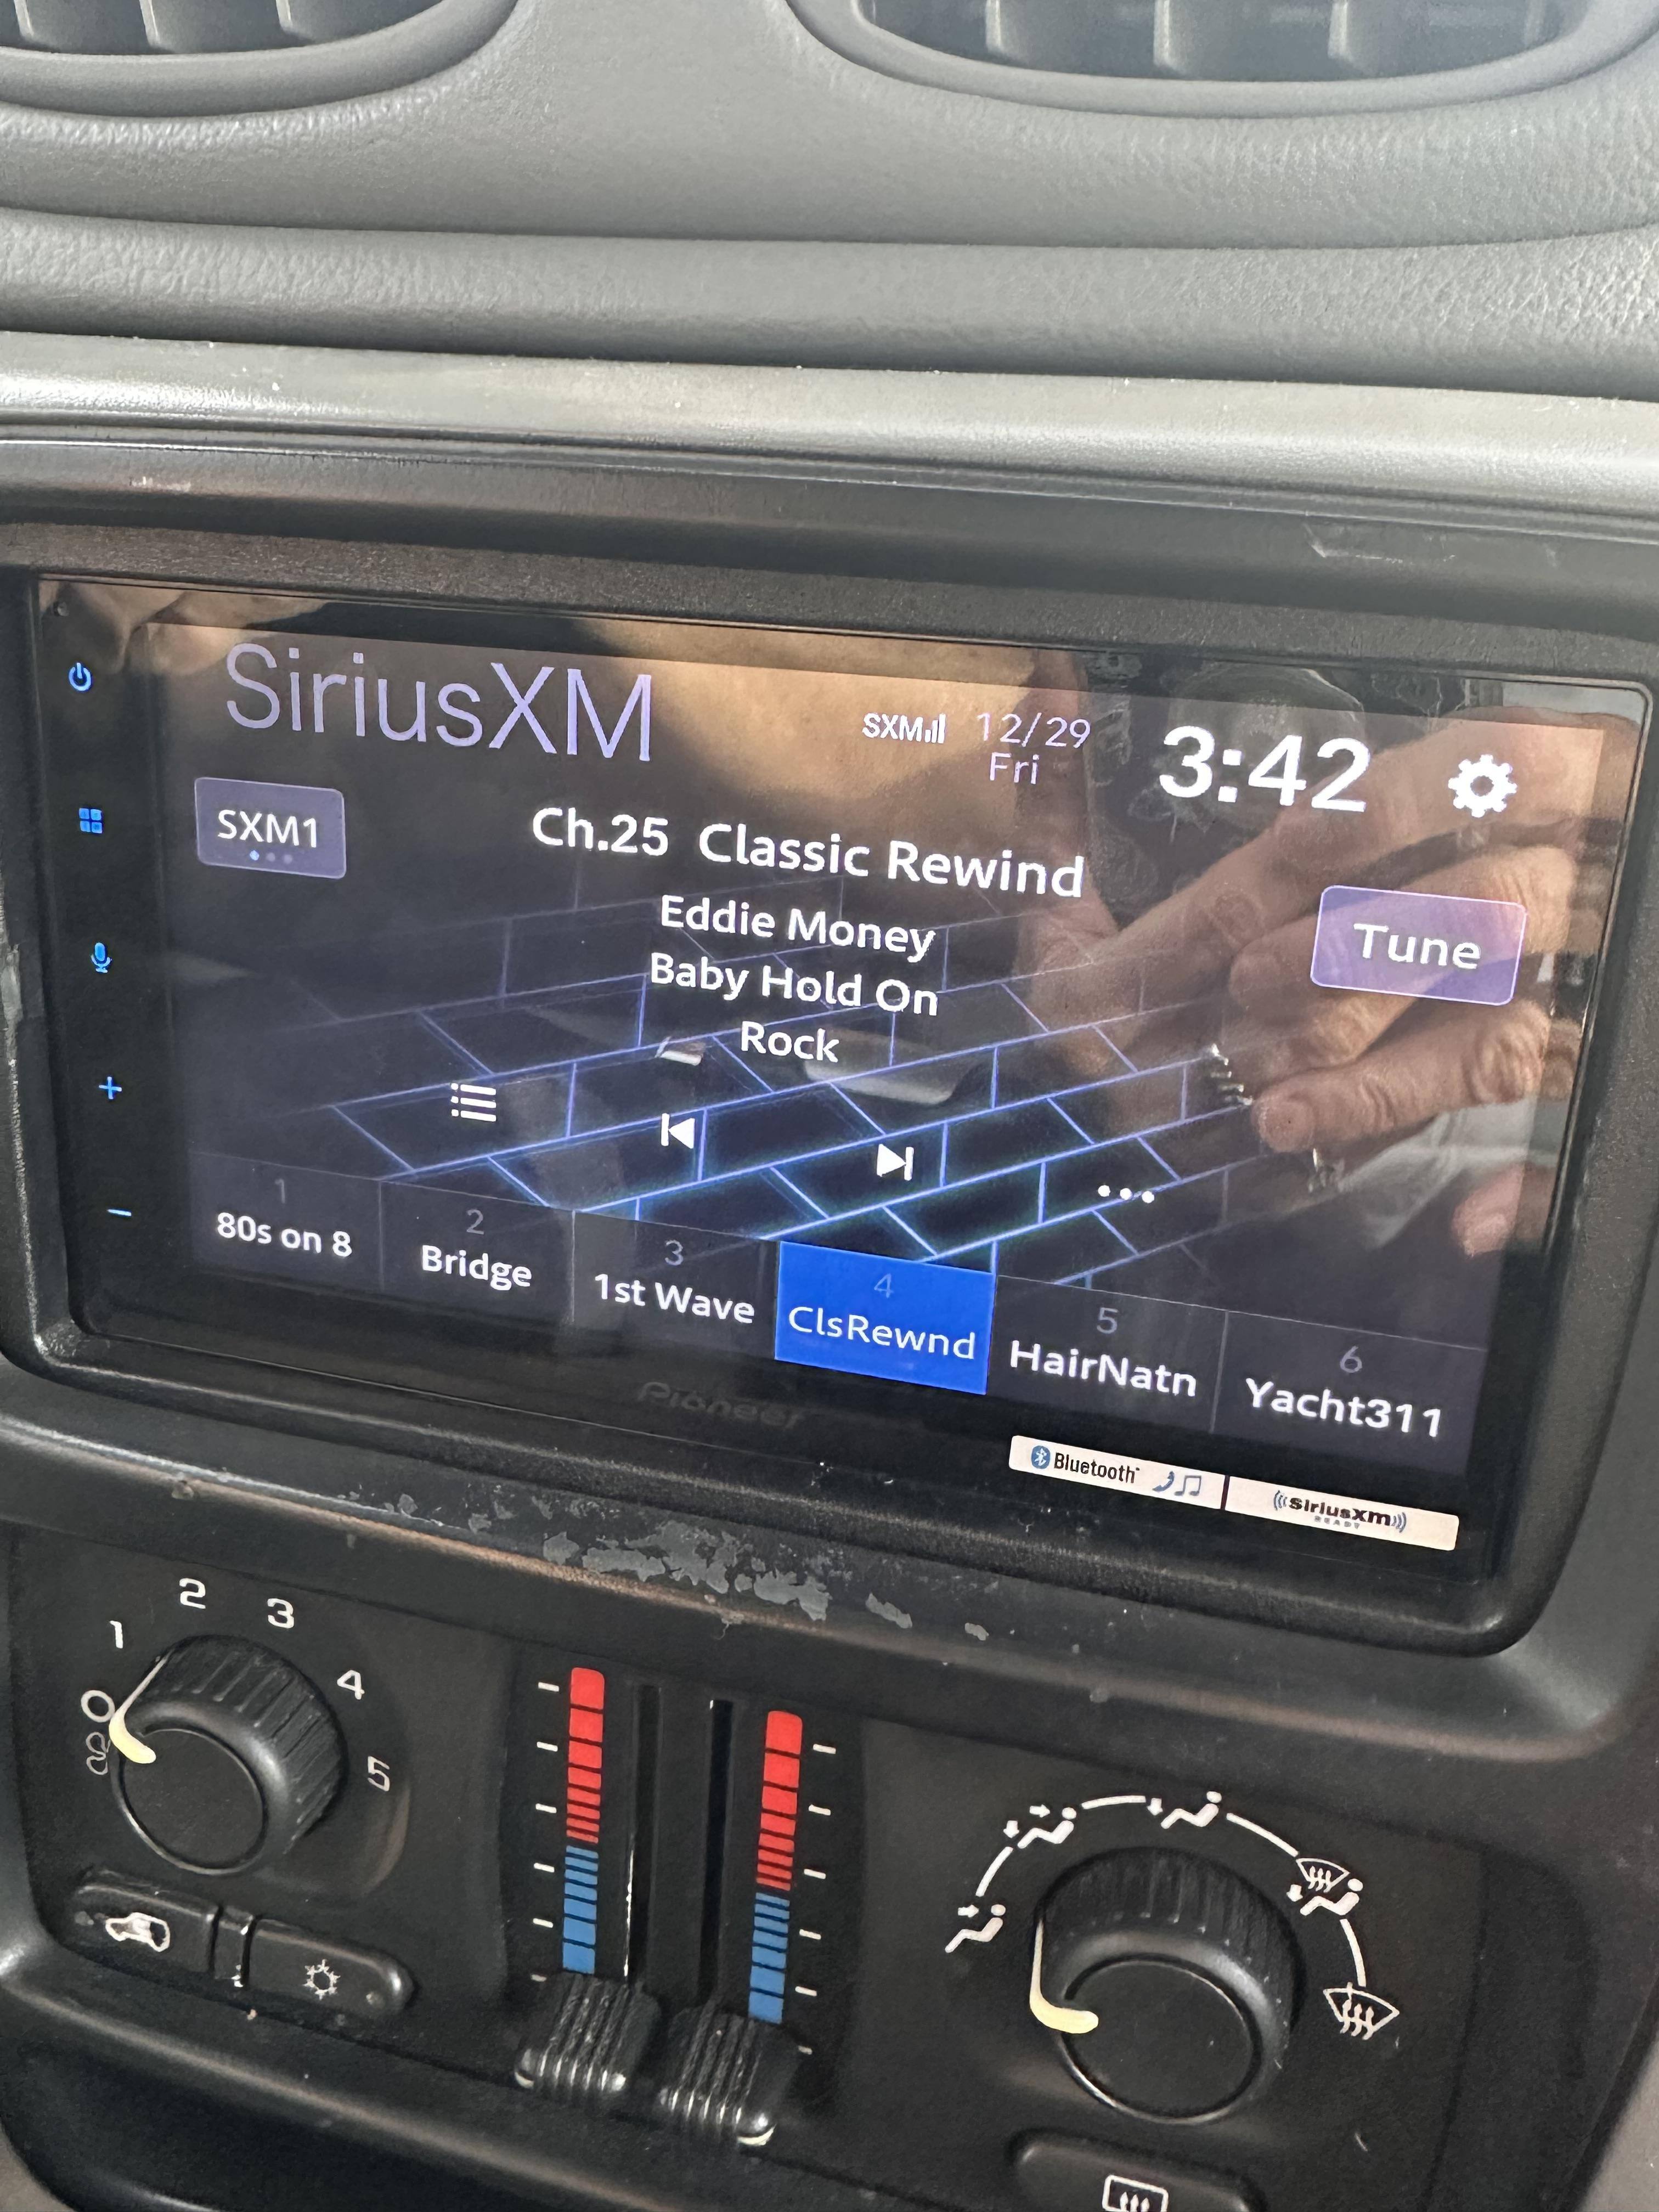 SiriusXM
SXM 12/29 3:42
Fri
SXM1
Ch.25 Classic Rewind
Eddie Money
Tune
Baby Hold On
Rock
1 2 3 4 5 6
80s on 8 Bridge 1st Wave ClsRewnd HairNatn Yacht311
Pioneer
Bluetooth
((siriusxm))
READY
1 2 3 4 5